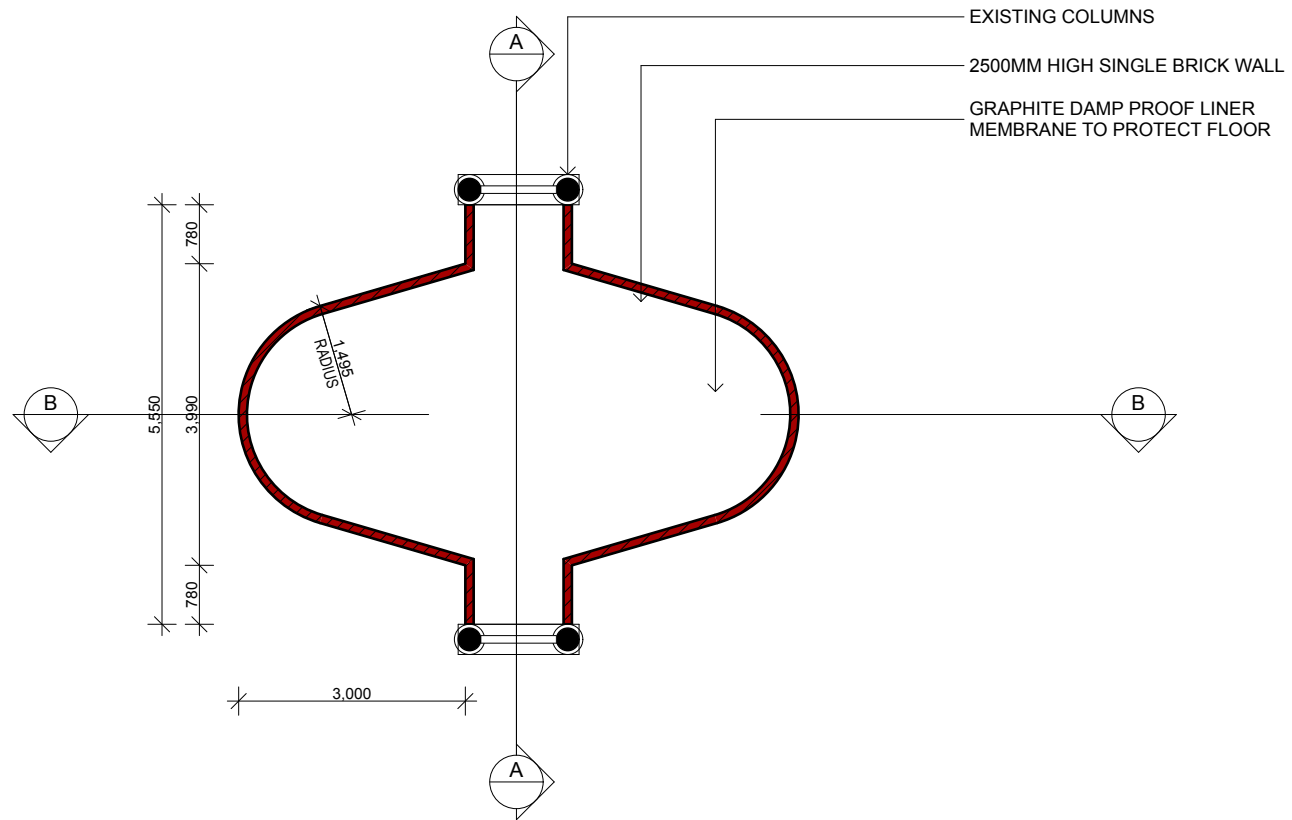 EXISTING COLUMNS
A
2500MM HIGH SINGLE BRICK WALL
GRAPHITE DAMP PROOF LINER
MEMBRANE TO PROTECT FLOOR
780
1,495
RADIUS
B
5,550
3,990
B
780
3,000
A